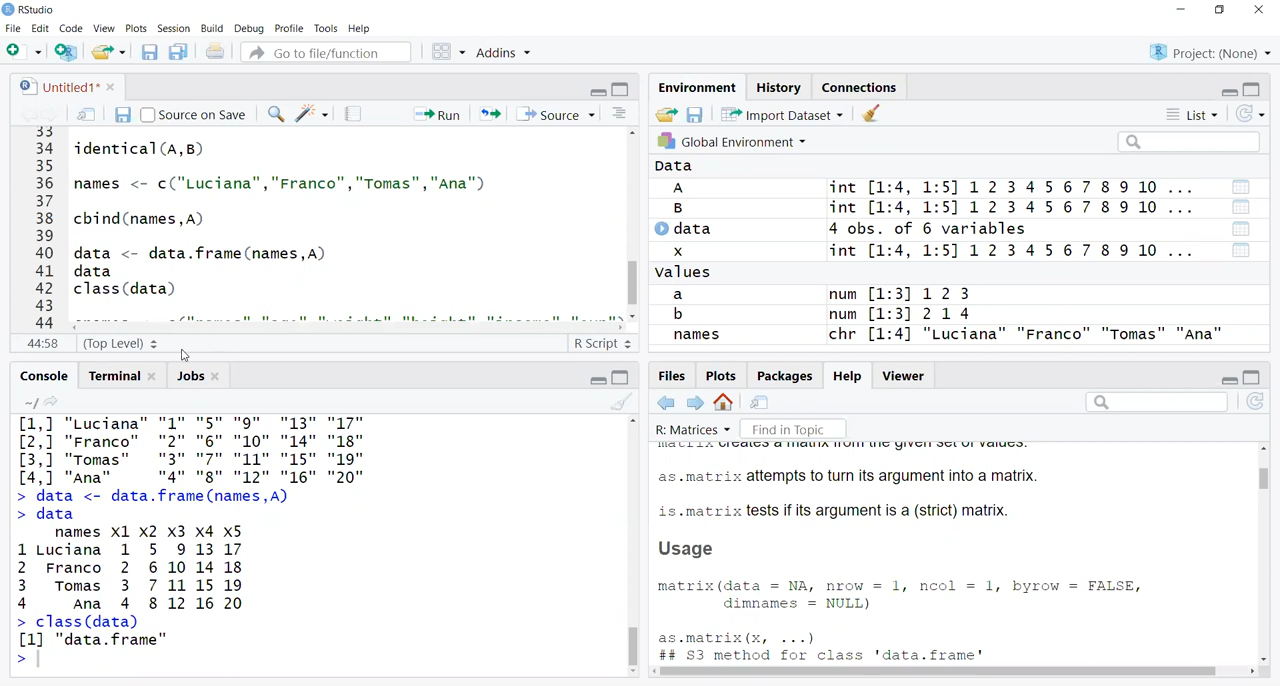 RStudio
File Edit Code View Plots Session Build Debug Profile Tools Help
Go to file/function Addins Project: (None)
Untitled1*
Source on Save Run Source
33
34 identical(A,B)
35
36 names <- c("Luciana","Franco","Tomas","Ana")
37
38 cbind(names,A)
39
40 data <- data.frame(names,A)
41 data
42 class(data)
43
44
44:58 (Top Level) R Script
Console Terminal Jobs
~/
[1,] "Luciana" "1" "5" "9" "13" "17"
[2,] "Franco" "2" "6" "10" "14" "18"
[3,] "Tomas" "3" "7" "11" "15" "19"
[4,] "Ana" "4" "8" "12" "16" "20"
> data <- data.frame(names,A)
> data
names X1 X2 X3 X4 X5
1 Luciana 1 5 9 13 17
2 Franco 2 6 10 14 18
3 Tomas 3 7 11 15 19
4 Ana 4 8 12 16 20
> class(data)
[1] "data.frame"
>
Environment History Connections
Import Dataset List
Global Environment
Data
A int [1:4, 1:5] 1 2 3 4 5 6 7 8 9 10 ...
B int [1:4, 1:5] 1 2 3 4 5 6 7 8 9 10 ...
data 4 obs. of 6 variables
x int [1:4, 1:5] 1 2 3 4 5 6 7 8 9 10 ...
Values
a num [1:3] 1 2 3
b num [1:3] 2 1 4
names chr [1:4] "Luciana" "Franco" "Tomas" "Ana"
Files Plots Packages Help Viewer
R: Matrices Find in Topic
matrix creates a matrix from the given set of values.
as.matrix attempts to turn its argument into a matrix.
is.matrix tests if its argument is a (strict) matrix.
Usage
matrix(data = NA, nrow = 1, ncol = 1, byrow = FALSE,
dimnames = NULL)
as.matrix(x, ...)
## S3 method for class 'data.frame'